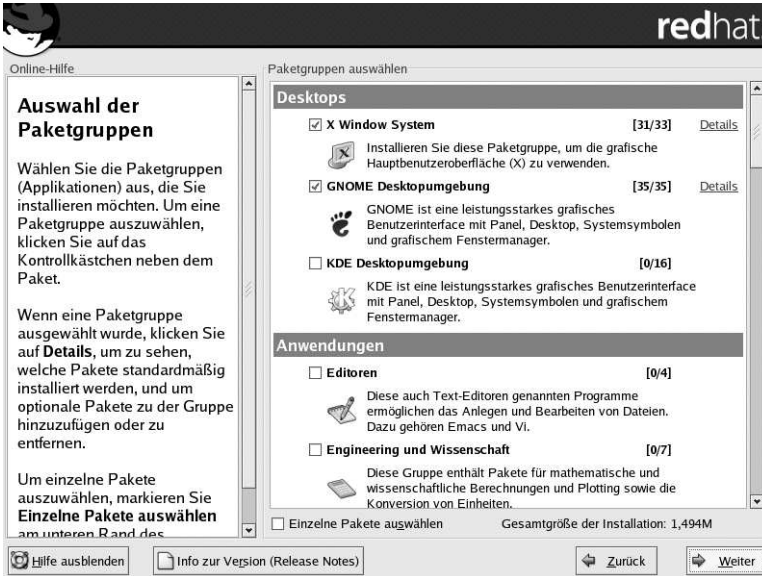 redhat.
Online-Hilfe
Auswahl der
Paketgruppen
Wählen Sie die Paketgruppen
(Applikationen) aus, die Sie
installieren möchten. Um eine
Paketgruppe auszuwählen,
klicken Sie auf das
Kontrollkästchen neben dem
Paket.
Wenn eine Paketgruppe
ausgewählt wurde, klicken Sie
auf Details, um zu sehen,
welche Pakete standardmäßig
installiert werden, und um
optionale Pakete zu der Gruppe
hinzuzufügen oder zu
entfernen.
Um einzelne Pakete
auszuwählen, markieren Sie
Einzelne Pakete auswählen
am unteren Rand des
Paketgruppen auswählen
Desktops
X Window System [31/33] Details
Installieren Sie diese Paketgruppe, um die grafische
Hauptbenutzeroberfläche (X) zu verwenden.
GNOME Desktopumgebung [35/35] Details
GNOME ist eine leistungsstarkes grafisches
Benutzerinterface mit Panel, Desktop, Systemsymbolen
und grafischem Fenstermanager.
KDE Desktopumgebung [0/16]
KDE ist eine leistungsstarkes grafisches Benutzerinterface
mit Panel, Desktop, Systemsymbolen und grafischem
Fenstermanager.
Anwendungen
Editoren [0/4]
Diese auch Text-Editoren genannten Programme
ermöglichen das Anlegen und Bearbeiten von Dateien.
Dazu gehören Emacs und Vi.
Engineering und Wissenschaft [0/7]
Diese Gruppe enthält Pakete für mathematische und
wissenschaftliche Berechnungen und Plotting sowie die
Konversion von Einheiten.
Einzelne Pakete auswählen Gesamtgröße der Installation: 1,494M
Hilfe ausblenden
Info zur Version (Release Notes)
Zurück
Weiter